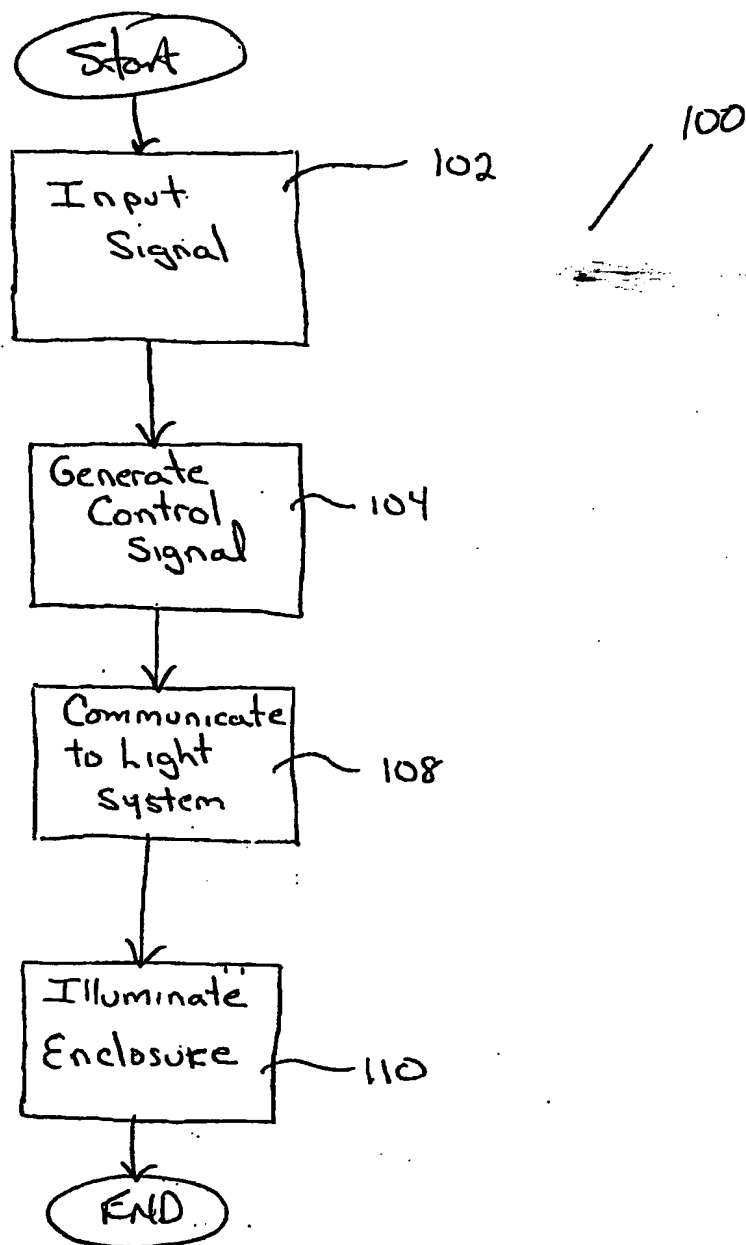 Start
100
102
Input
Signal
Generate
Control
Signal
104
Communicate
to Light
System
108
Illuminate
Enclosure
110
END